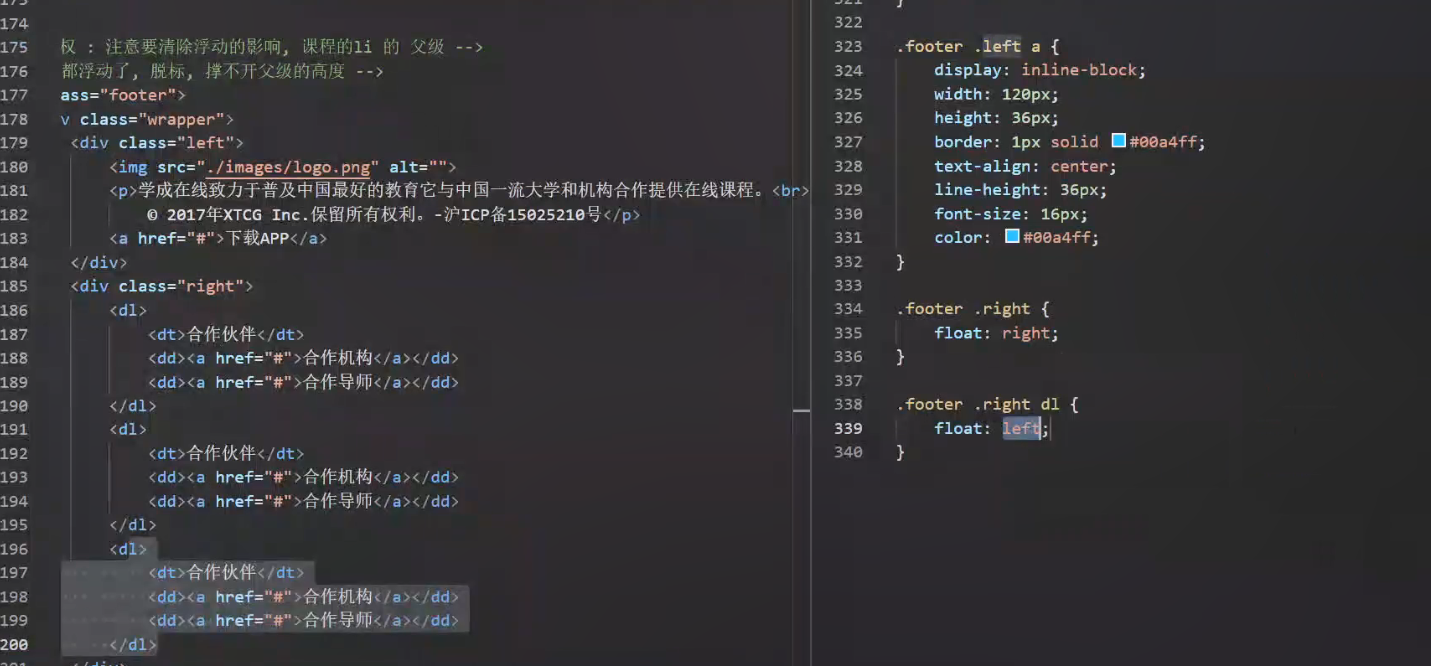 174
175 权 : 注意要清除浮动的影响, 课程的li 的 父级 -->
176 都浮动了, 脱标, 撑不开父级的高度 -->
177 ass="footer">
178 v class="wrapper">
179 <div class="left">
180 <img src="./images/logo.png" alt="">
181 <p>学成在线致力于普及中国最好的教育它与中国一流大学和机构合作提供在线课程。<br>
182 © 2017年XTCG Inc.保留所有权利。-沪ICP备15025210号</p>
183 <a href="#">下载APP</a>
184 </div>
185 <div class="right">
186 <dl>
187 <dt>合作伙伴</dt>
188 <dd><a href="#">合作机构</a></dd>
189 <dd><a href="#">合作导师</a></dd>
190 </dl>
191 <dl>
192 <dt>合作伙伴</dt>
193 <dd><a href="#">合作机构</a></dd>
194 <dd><a href="#">合作导师</a></dd>
195 </dl>
196 <dl>
197 <dt>合作伙伴</dt>
198 <dd><a href="#">合作机构</a></dd>
199 <dd><a href="#">合作导师</a></dd>
200 </dl>
321 }
322
323 .footer .left a {
324 display: inline-block;
325 width: 120px;
326 height: 36px;
327 border: 1px solid #00a4ff;
328 text-align: center;
329 line-height: 36px;
330 font-size: 16px;
331 color: #00a4ff;
332 }
333
334 .footer .right {
335 float: right;
336 }
337
338 .footer .right dl {
339 float: left;
340 }